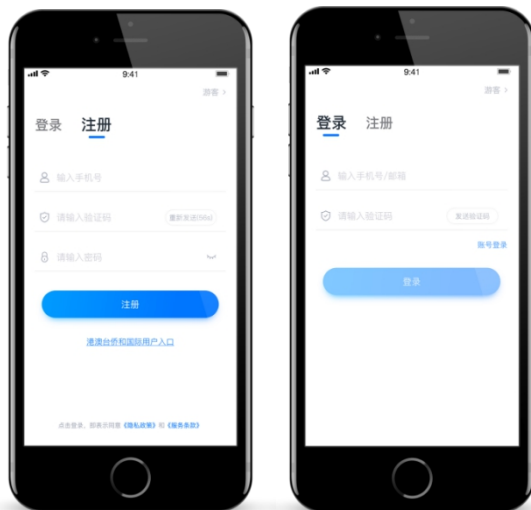 9:41
游客 >
登录 注册
输入手机号
请输入验证码 重新发送(56s)
请输入密码
注册
港澳台侨和国际用户入口
点击登录，即表示同意《隐私政策》和《服务条款》
9:41
游客 >
登录 注册
输入手机号/邮箱
请输入验证码 发送验证码
账号登录
登录